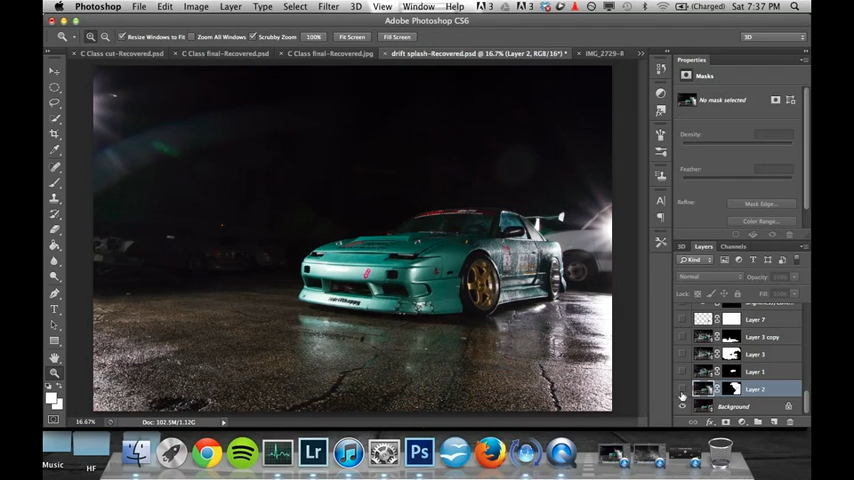 Photoshop File Edit Image Layer Type Select Filter 3D View Window Help (Charged) Sat 7:37 PM
Adobe Photoshop CS6
Resize Windows to Fit Zoom All Windows Scrubby Zoom 100% Fit Screen Fill Screen 3D
C Class cut-Recovered.psd C Class final-Recovered.psd C Class final-Recovered.jpg drift splash-Recovered.psd @ 16.7% (Layer 2, RGB/16*) * IMG_2729-R
Properties
Masks
No mask selected
Density:
Feather:
Refine: Mask Edge...
Color Range...
3D Layers Channels
Kind
Normal Opacity:
Lock: Fill:
Layer 7
Layer 3 copy
Layer 3
Layer 1
Layer 2
Background
16.67% Doc: 102.5M/1.12G
Lr Ps
Music HF